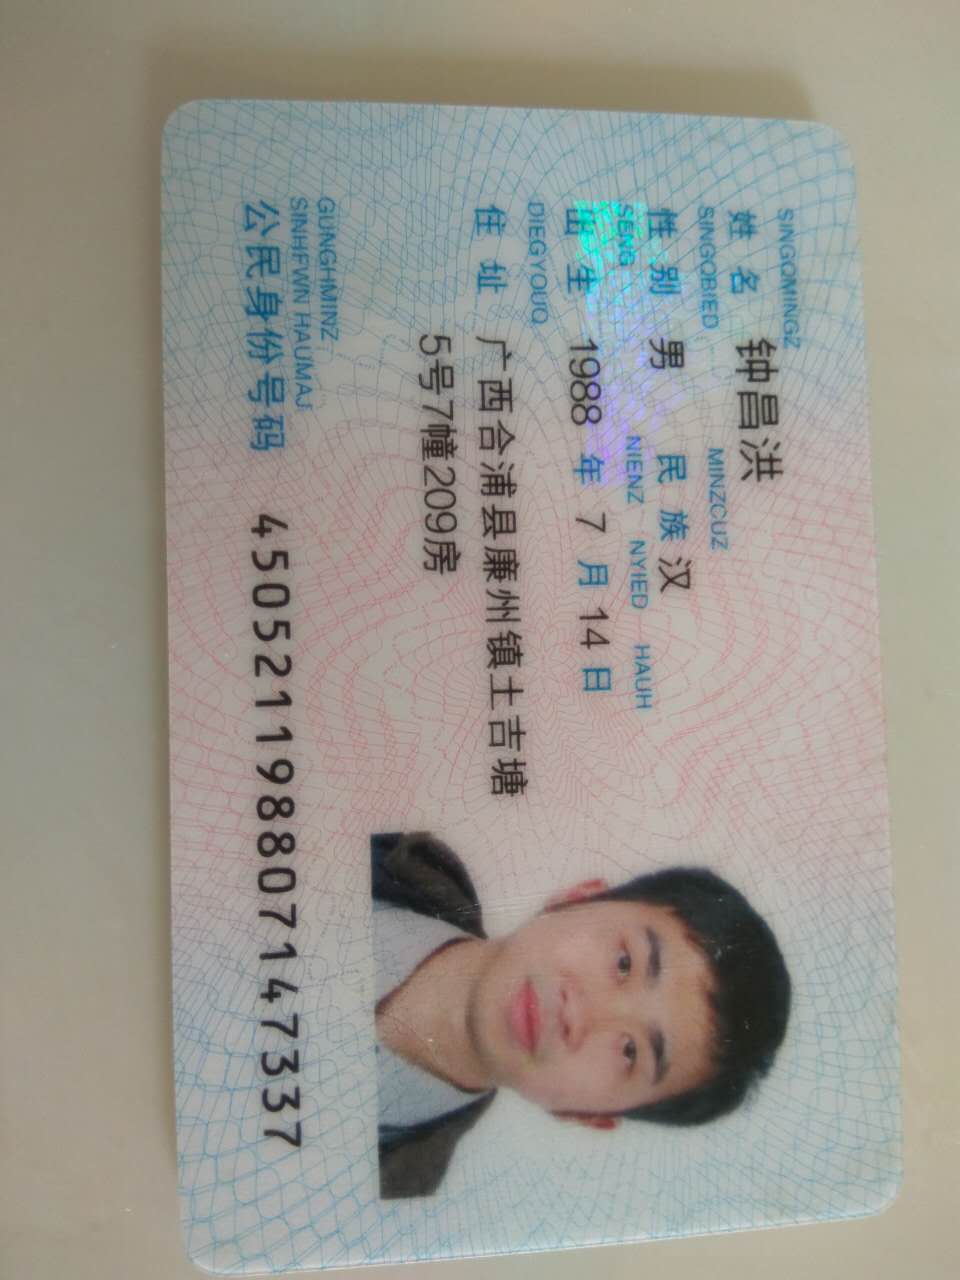 SINGQMINGZ
姓名 钟昌洪
SINGQBIED MINZCUZ
性别 男 民族 汉
SENG NIENZ NYIED HAUH
出生 1988 年 7 月 14 日
DIEGYOUQ
住址 广西合浦县廉州镇土吉塘
5号7幢209房
GUNGHMINZ
SINHFWN HAUMAJ
公民身份号码 450521198807147337